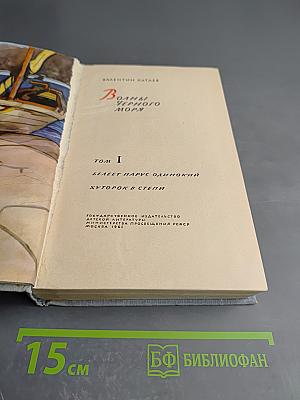 ВАЛЕНТИН КАТАЕВ
ВОЛНЫ
ЧЕРНОГО
МОРЯ
ТОМ I
БЕЛЕЕТ ПАРУС ОДИНОКИЙ
ХУТОРОК В СТЕПИ
ГОСУДАРСТВЕННОЕ ИЗДАТЕЛЬСТВО
ДЕТСКОЙ ЛИТЕРАТУРЫ
МИНИСТЕРСТВА ПРОСВЕЩЕНИЯ РСФСР
МОСКВА 1961
15 СМ
БФ БИБЛИОФАН